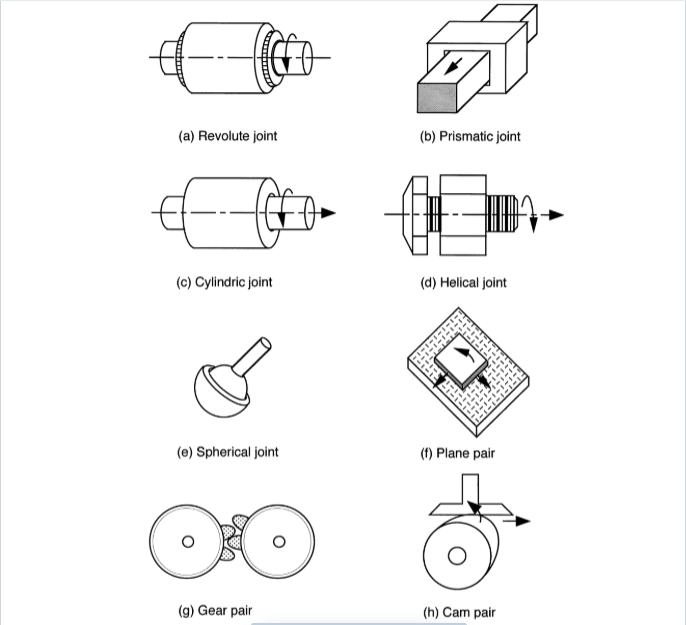 (a) Revolute joint
(b) Prismatic joint
(c) Cylindric joint
(d) Helical joint
(e) Spherical joint
(f) Plane pair
(g) Gear pair
(h) Cam pair